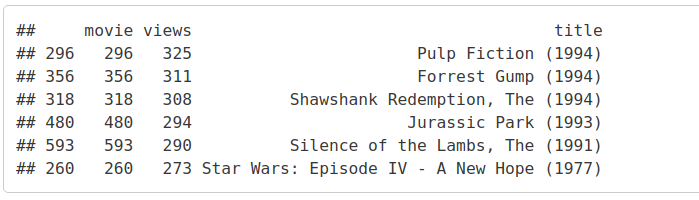 ##     movie views                                      title
## 296   296   325                        Pulp Fiction (1994)
## 356   356   311                        Forrest Gump (1994)
## 318   318   308           Shawshank Redemption, The (1994)
## 480   480   294                       Jurassic Park (1993)
## 593   593   290           Silence of the Lambs, The (1991)
## 260   260   273 Star Wars: Episode IV - A New Hope (1977)